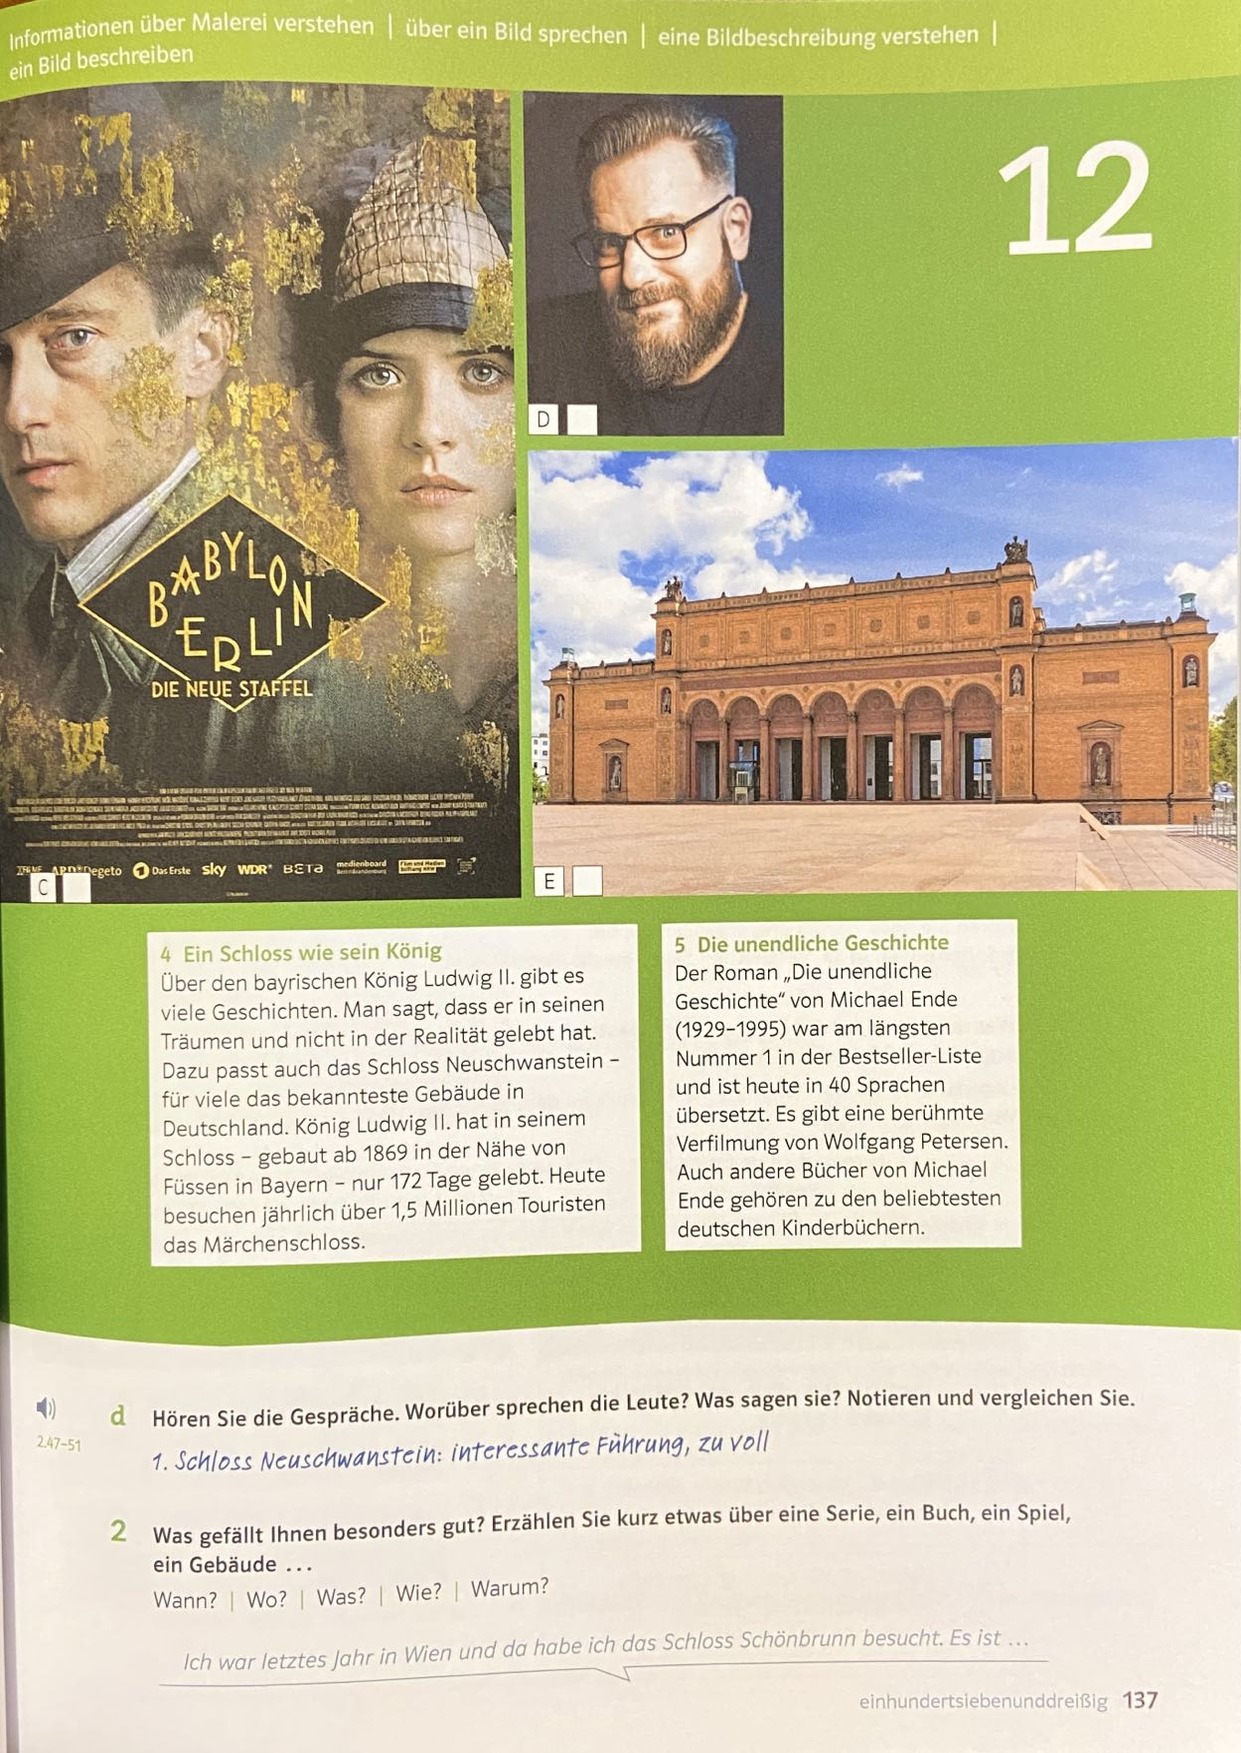 Informationen über Malerei verstehen | über ein Bild sprechen | eine Bildbeschreibung verstehen |
ein Bild beschreiben
12
BABYLON
BERLIN
DIE NEUE STAFFEL
ARD Degeto Das Erste sky WDR BETA medienboard
C
D
E
4 Ein Schloss wie sein König
Über den bayrischen König Ludwig II. gibt es
viele Geschichten. Man sagt, dass er in seinen
Träumen und nicht in der Realität gelebt hat.
Dazu passt auch das Schloss Neuschwanstein –
für viele das bekannteste Gebäude in
Deutschland. König Ludwig II. hat in seinem
Schloss – gebaut ab 1869 in der Nähe von
Füssen in Bayern – nur 172 Tage gelebt. Heute
besuchen jährlich über 1,5 Millionen Touristen
das Märchenschloss.
5 Die unendliche Geschichte
Der Roman „Die unendliche
Geschichte“ von Michael Ende
(1929–1995) war am längsten
Nummer 1 in der Bestseller-Liste
und ist heute in 40 Sprachen
übersetzt. Es gibt eine berühmte
Verfilmung von Wolfgang Petersen.
Auch andere Bücher von Michael
Ende gehören zu den beliebtesten
deutschen Kinderbüchern.
2.47–51
d Hören Sie die Gespräche. Worüber sprechen die Leute? Was sagen sie? Notieren und vergleichen Sie.
1. Schloss Neuschwanstein: interessante Führung, zu voll
2 Was gefällt Ihnen besonders gut? Erzählen Sie kurz etwas über eine Serie, ein Buch, ein Spiel,
ein Gebäude ...
Wann? | Wo? | Was? | Wie? | Warum?
Ich war letztes Jahr in Wien und da habe ich das Schloss Schönbrunn besucht. Es ist ...
einhundertsiebenunddreißig 137